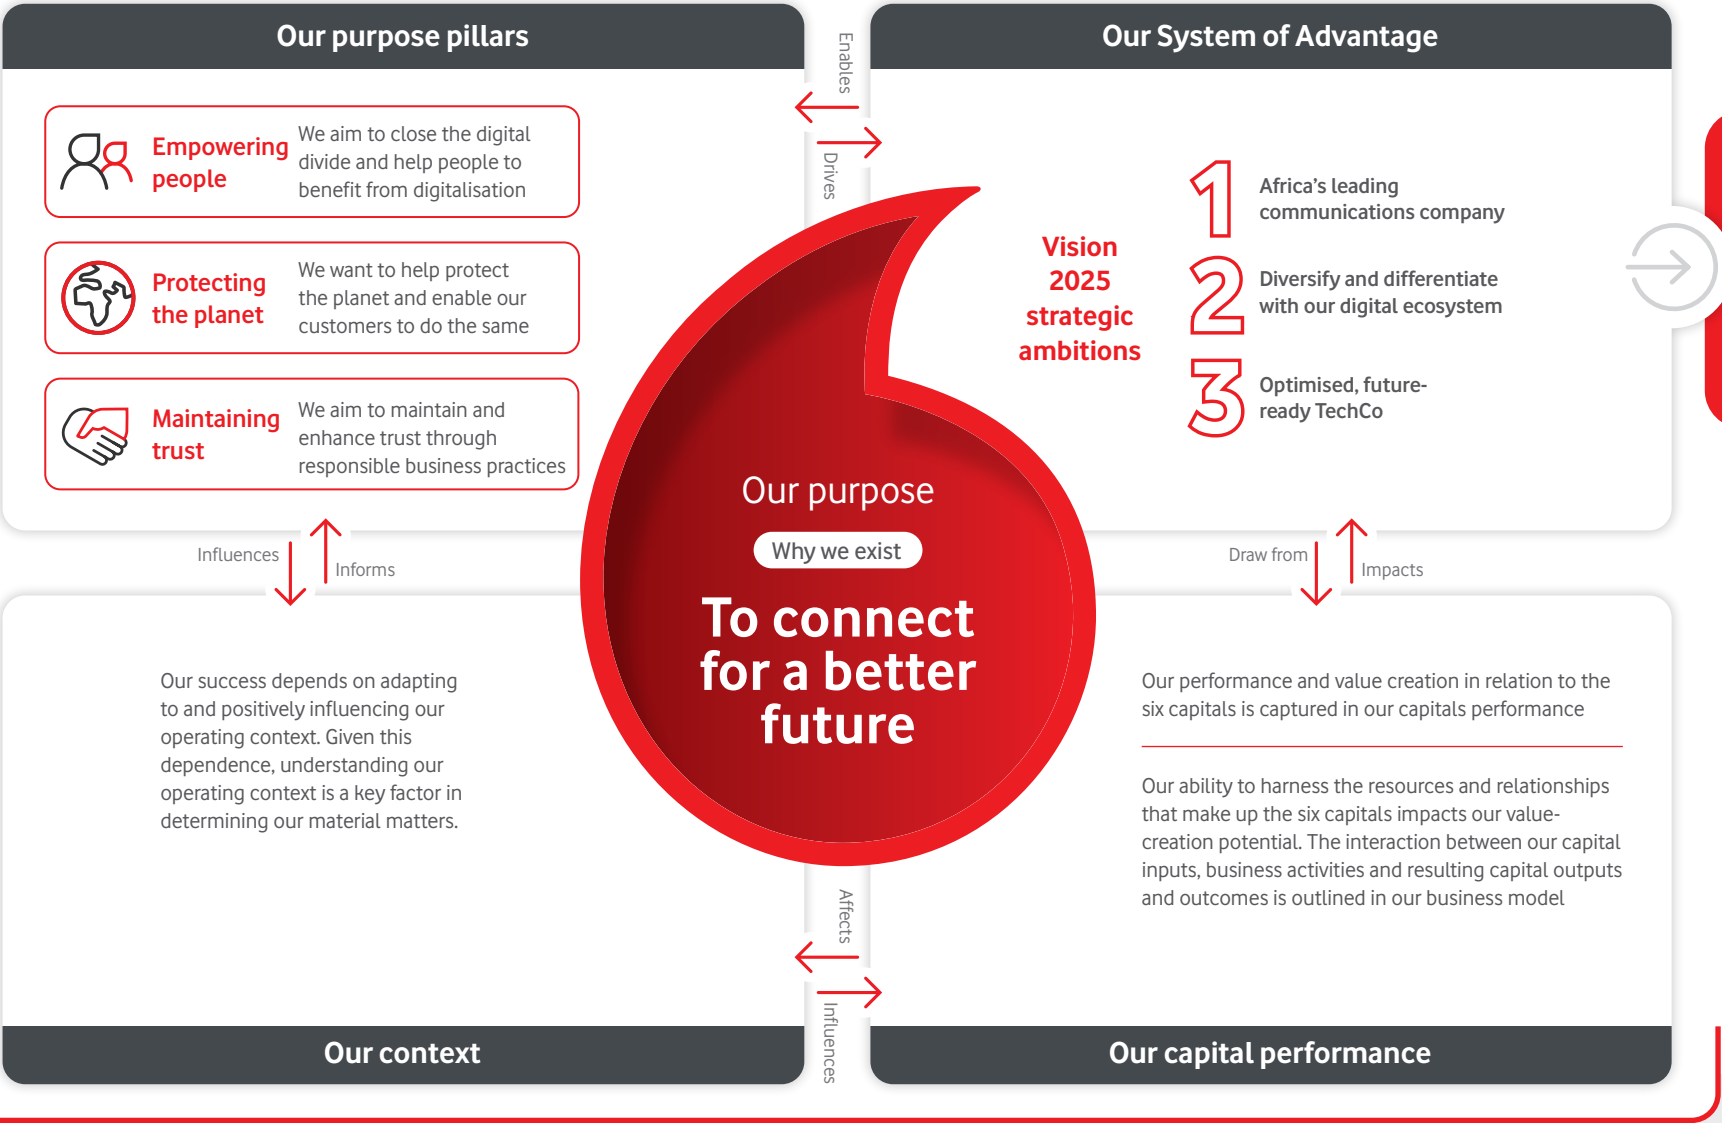 Our purpose pillars
Empowering
people
We aim to close the digital
divide and help people to
benefit from digitalisation
Protecting
the planet
We want to help protect
the planet and enable our
customers to do the same
Maintaining
trust
We aim to maintain and
enhance trust through
responsible business practices
Enables
Drives
Our System of Advantage
Vision
2025
strategic
ambitions
1
Africa's leading
communications company
2
Diversify and differentiate
with our digital ecosystem
3
Optimised, future-
ready TechCo
Our purpose
Why we exist
To connect
for a better
future
Influences
Informs
Draw from
Impacts
Our success depends on adapting
to and positively influencing our
operating context. Given this
dependence, understanding our
operating context is a key factor in
determining our material matters.
Our context
Affects
Influences
Our performance and value creation in relation to the
six capitals is captured in our capitals performance
Our ability to harness the resources and relationships
that make up the six capitals impacts our value-
creation potential. The interaction between our capital
inputs, business activities and resulting capital outputs
and outcomes is outlined in our business model
Our capital performance